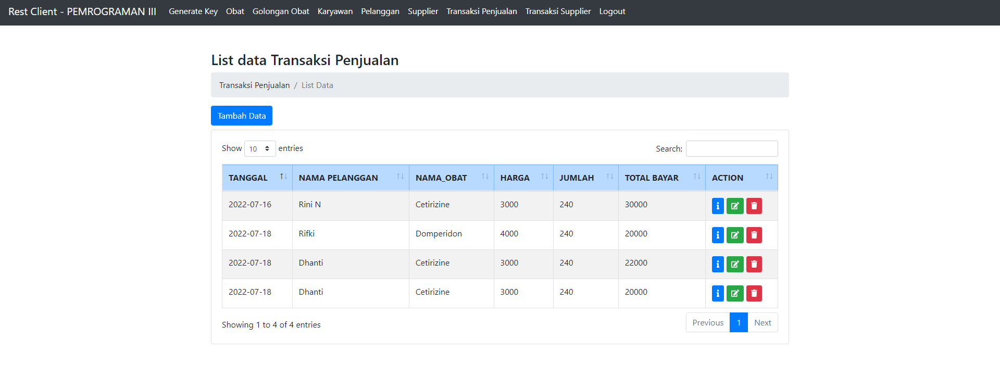 Rest Client - PEMROGRAMAN III Generate Key Obat Golongan Obat Karyawan Pelanggan Supplier Transaksi Penjualan Transaksi Supplier Logout
List data Transaksi Penjualan
Transaksi Penjualan / List Data
Tambah Data
Show 10 entries Search:
TANGGAL NAMA PELANGGAN NAMA_OBAT HARGA JUMLAH TOTAL BAYAR ACTION
2022-07-16 Rini N Cetirizine 3000 240 30000
2022-07-18 Rifki Domperidon 4000 240 20000
2022-07-18 Dhanti Cetirizine 3000 240 22000
2022-07-18 Dhanti Cetirizine 3000 240 20000
Showing 1 to 4 of 4 entries Previous 1 Next